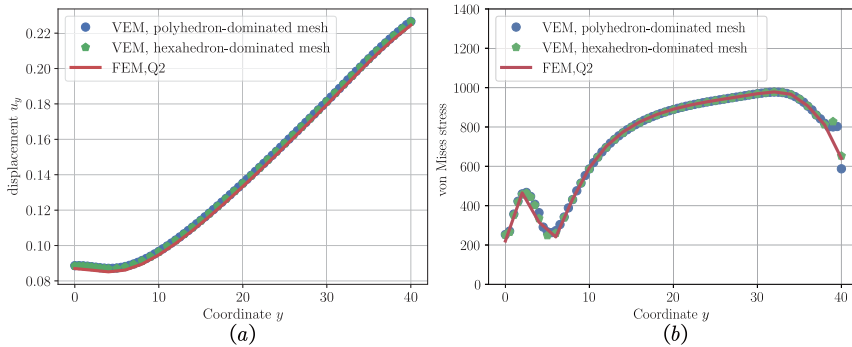 VEM, polyhedron-dominated mesh
VEM, hexahedron-dominated mesh
FEM,Q2
0.22
0.20
0.18
0.16
0.14
0.12
0.10
0.08
displacement u_y
0
10
20
30
40
Coordinate y
(a)
VEM, polyhedron-dominated mesh
VEM, hexahedron-dominated mesh
FEM,Q2
1400
1200
1000
800
600
400
200
0
von Mises stress
0
10
20
30
40
Coordinate y
(b)